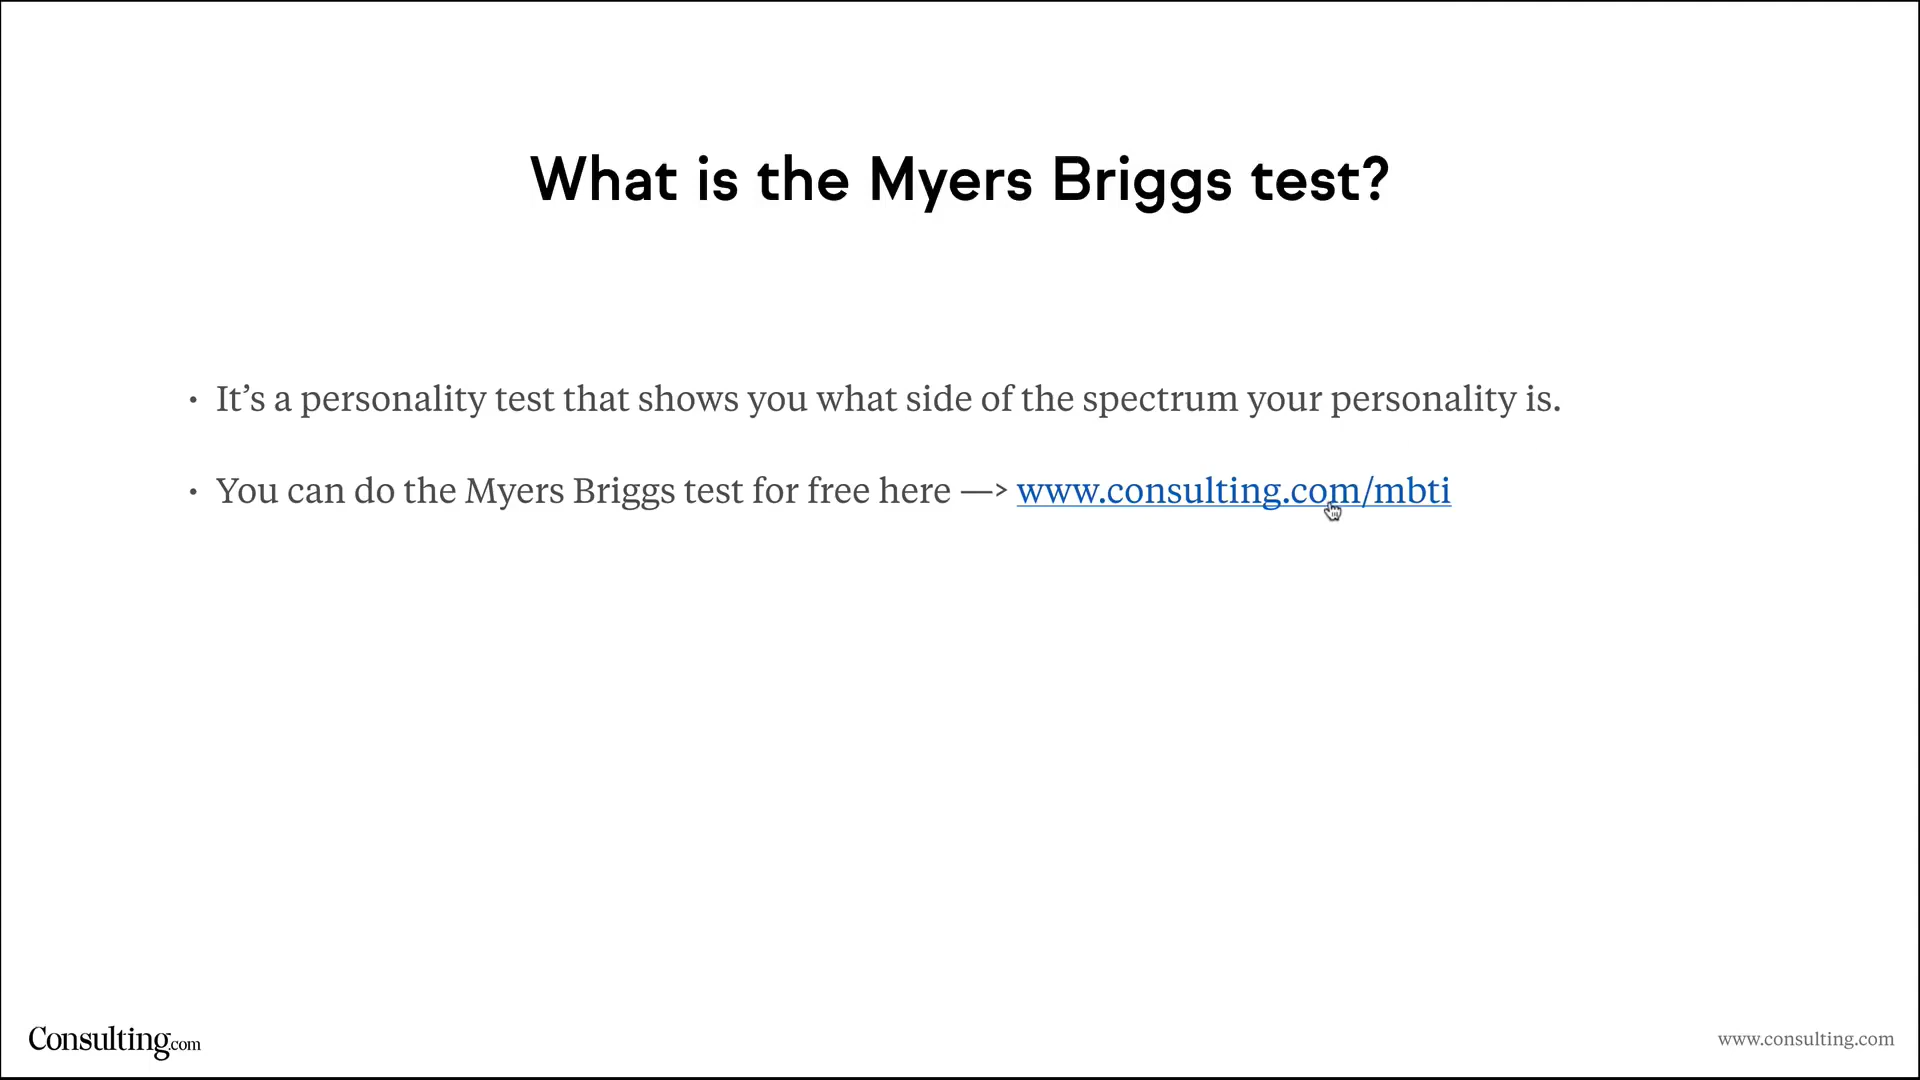 What is the Myers Briggs test?
• It’s a personality test that shows you what side of the spectrum your personality is.
• You can do the Myers Briggs test for free here —> www.consulting.com/mbti
Consulting.com
www.consulting.com